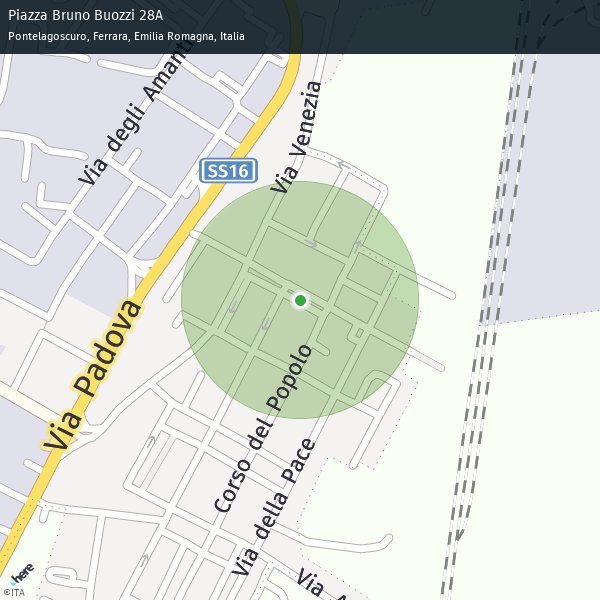 Piazza Bruno Buozzi 28A
Pontelagoscuro, Ferrara, Emilia Romagna, Italia
Via degli Amanti
Via Venezia
SS16
Via Padova
Corso del Popolo
Via della Pace
Via
here
©ITA